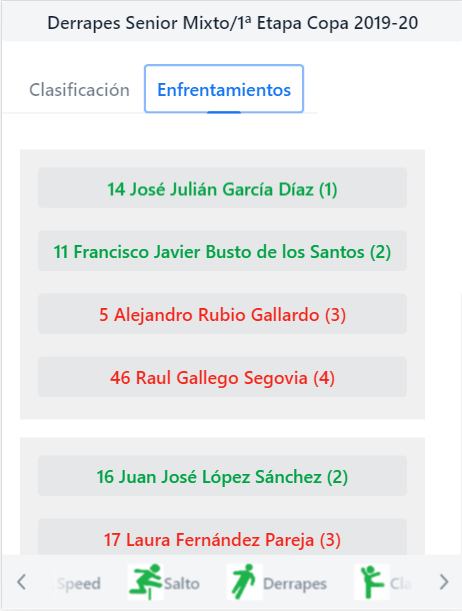 Derrapes Senior Mixto/1ª Etapa Copa 2019-20
Clasificación Enfrentamientos
14 José Julián García Díaz (1)
11 Francisco Javier Busto de los Santos (2)
5 Alejandro Rubio Gallardo (3)
46 Raul Gallego Segovia (4)
16 Juan José López Sánchez (2)
17 Laura Fernández Pareja (3)
Speed Salto Derrapes